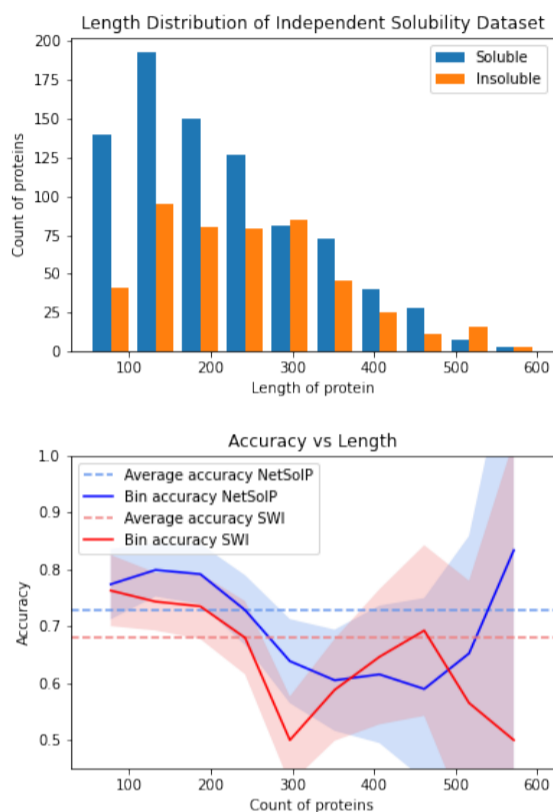 Length Distribution of Independent Solubility Dataset
200
175
150
125
100
75
50
25
0
Count of proteins
Soluble
Insoluble
100 200 300 400 500 600
Length of protein
Accuracy vs Length
1.0
0.9
0.8
0.7
0.6
0.5
Accuracy
Average accuracy NetSolP
Bin accuracy NetSolP
Average accuracy SWI
Bin accuracy SWI
100 200 300 400 500 600
Count of proteins